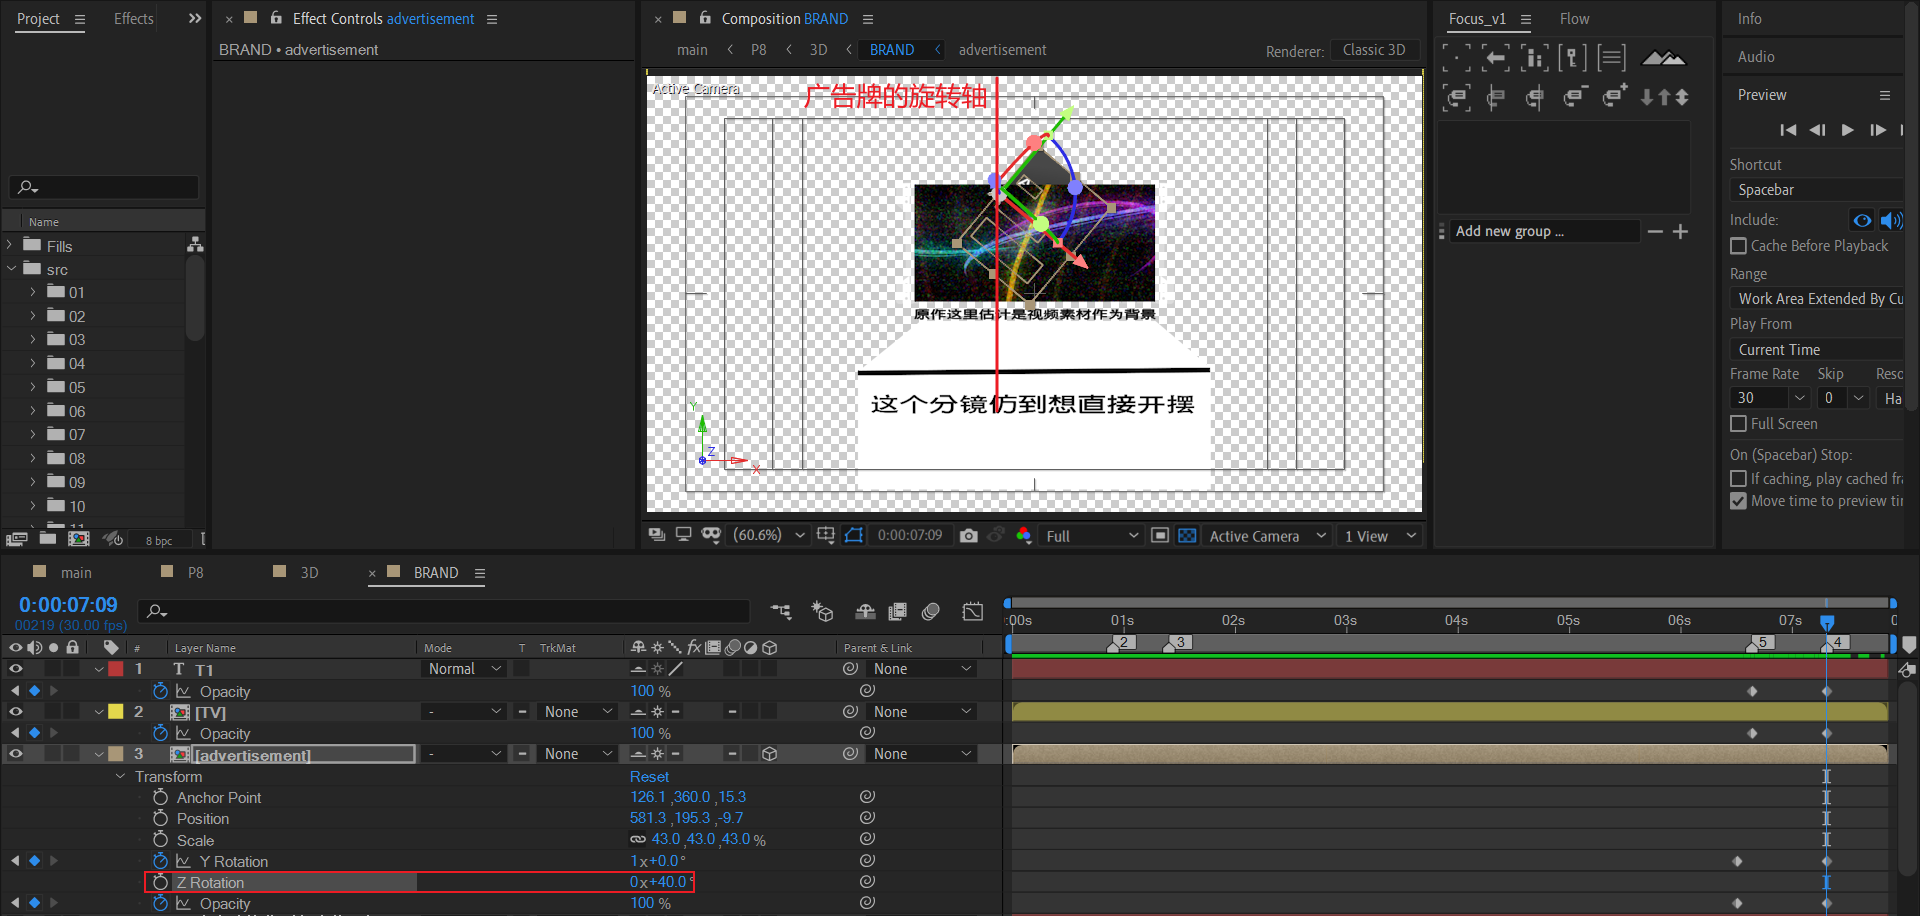 Project
Effects
Effect Controls advertisement
Composition BRAND
Focus_v1
Flow
Info
BRAND • advertisement
main
P8
3D
BRAND
advertisement
Renderer:
Classic 3D
Audio
Active Camera
广告牌的旋转轴
Preview
Shortcut
Spacebar
Name
Include:
Fills
Add new group ...
Cache Before Playback
src
01
Range
02
Work Area Extended By Cu
原作这里估计是视频素材作为背景
03
Play From
04
Current Time
05
Frame Rate
Skip
Reso
06
这个分镜仿到想直接开摆
30
0
Ha
07
Full Screen
08
Y
Z
X
On (Spacebar) Stop:
09
If caching, play cached fra
10
Move time to preview tir
11
8 bpc
(60.6%)
0:00:07:09
Full
Active Camera
1 View
main
P8
3D
BRAND
0:00:07:09
00219 (30.00 fps)
:00s
01s
02s
03s
04s
05s
06s
07s
0
2
3
5
4
#
Layer Name
Mode
T
TrkMat
fx
Parent & Link
1
T
T1
Normal
None
Opacity
100 %
2
[TV]
-
None
None
Opacity
100 %
3
[advertisement]
-
None
None
Transform
Reset
Anchor Point
126.1 ,360.0 ,15.3
Position
581.3 ,195.3 ,-9.7
Scale
43.0 ,43.0 ,43.0 %
Y Rotation
1x+0.0°
Z Rotation
0x+40.0°
Opacity
100 %